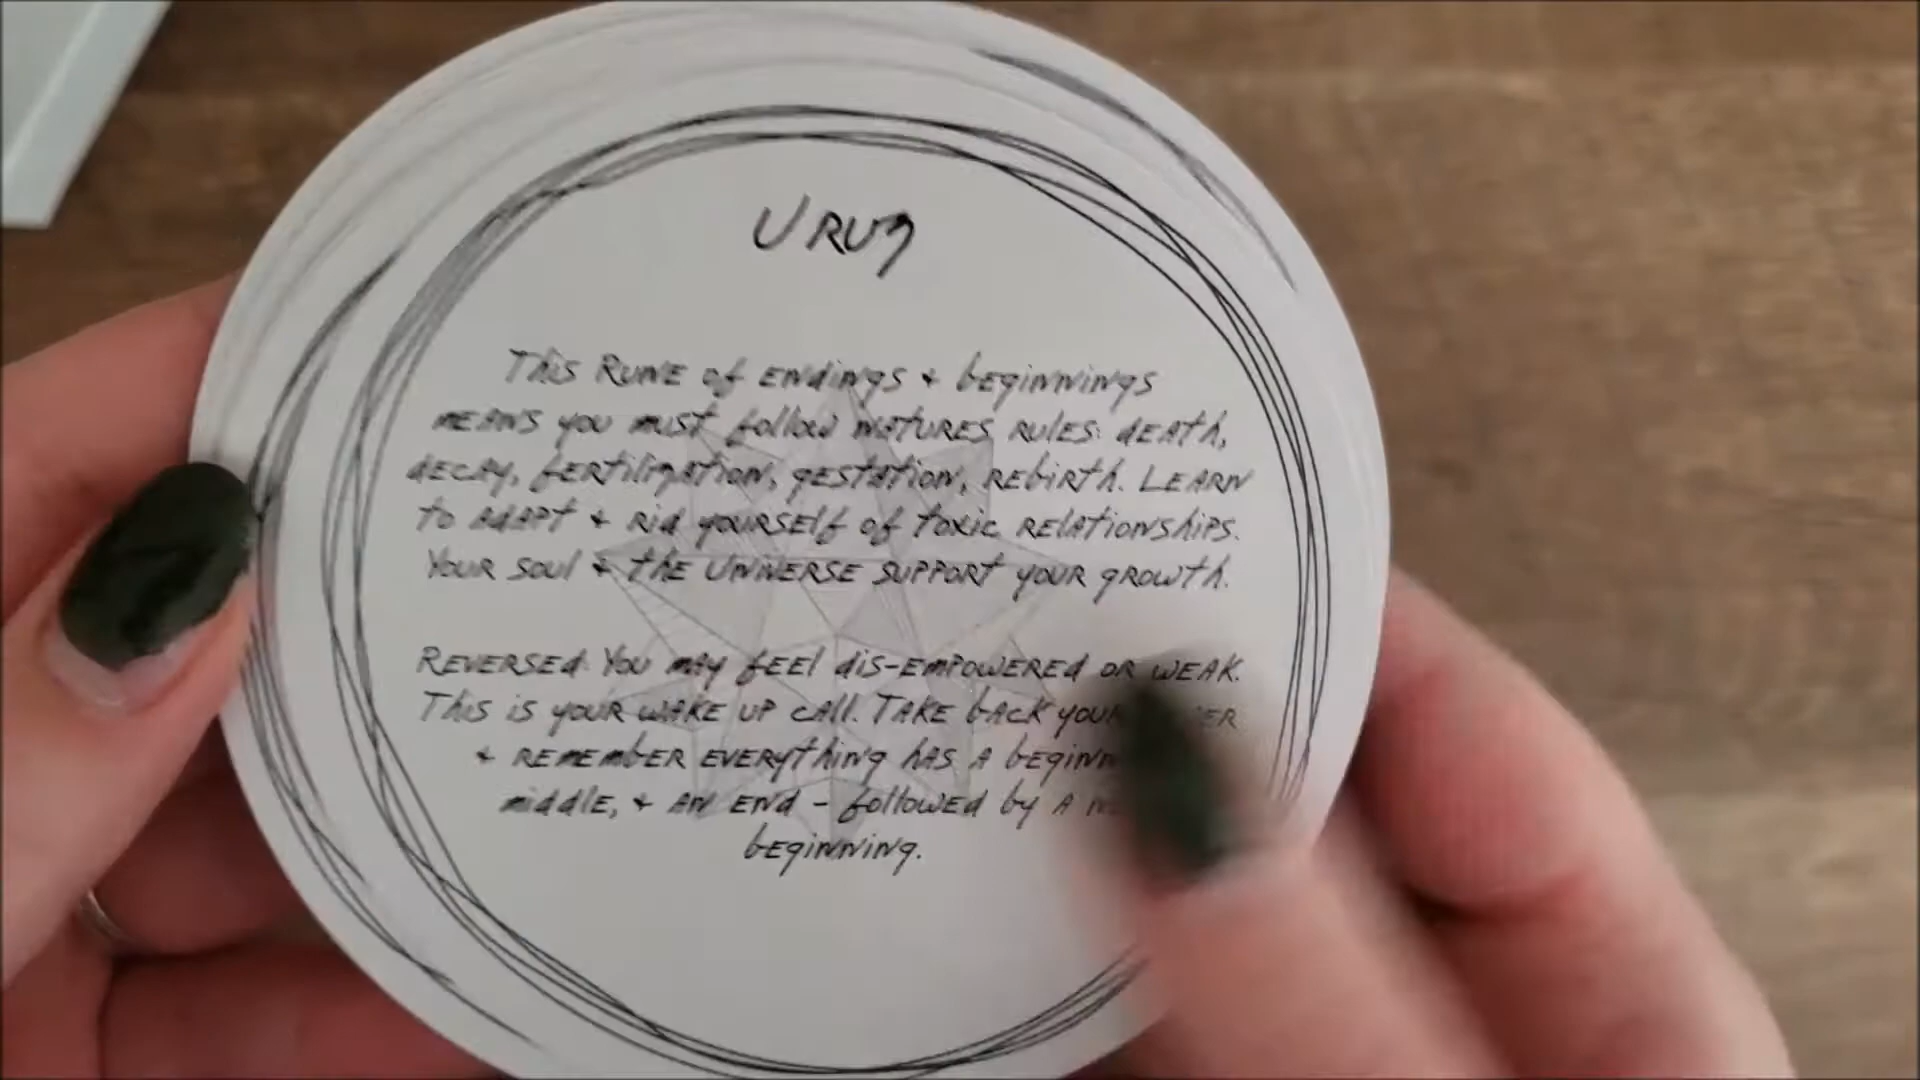 URUZ
This RUNE of endings + beginnings
means you must follow natures rules: death,
decay, fertilization, gestation, rebirth. Learn
to adapt + rid yourself of toxic relationships.
Your soul + the Universe support your growth.
Reversed: You may feel dis-empowered or weak.
This is your wake up call. Take back your
+ remember everything has a
middle, + an end - followed by a
beginning.